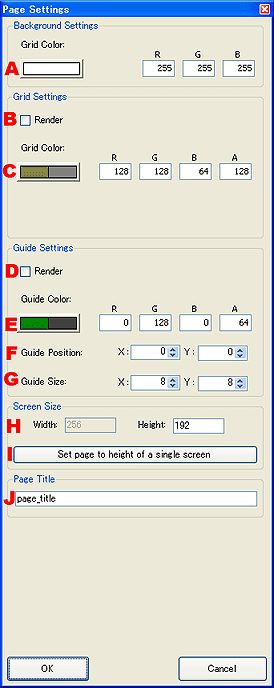 Page Settings
Background Settings
Grid Color:
R G B
A 255 255 255
Grid Settings
B Render
Grid Color:
R G B A
C 128 128 64 128
Guide Settings
D Render
Guide Color:
R G B A
E 0 128 0 64
F Guide Position: X: 0 Y: 0
G Guide Size: X: 8 Y: 8
Screen Size
H Width: 256 Height: 192
I Set page to height of a single screen
Page Title
J page_title
OK Cancel